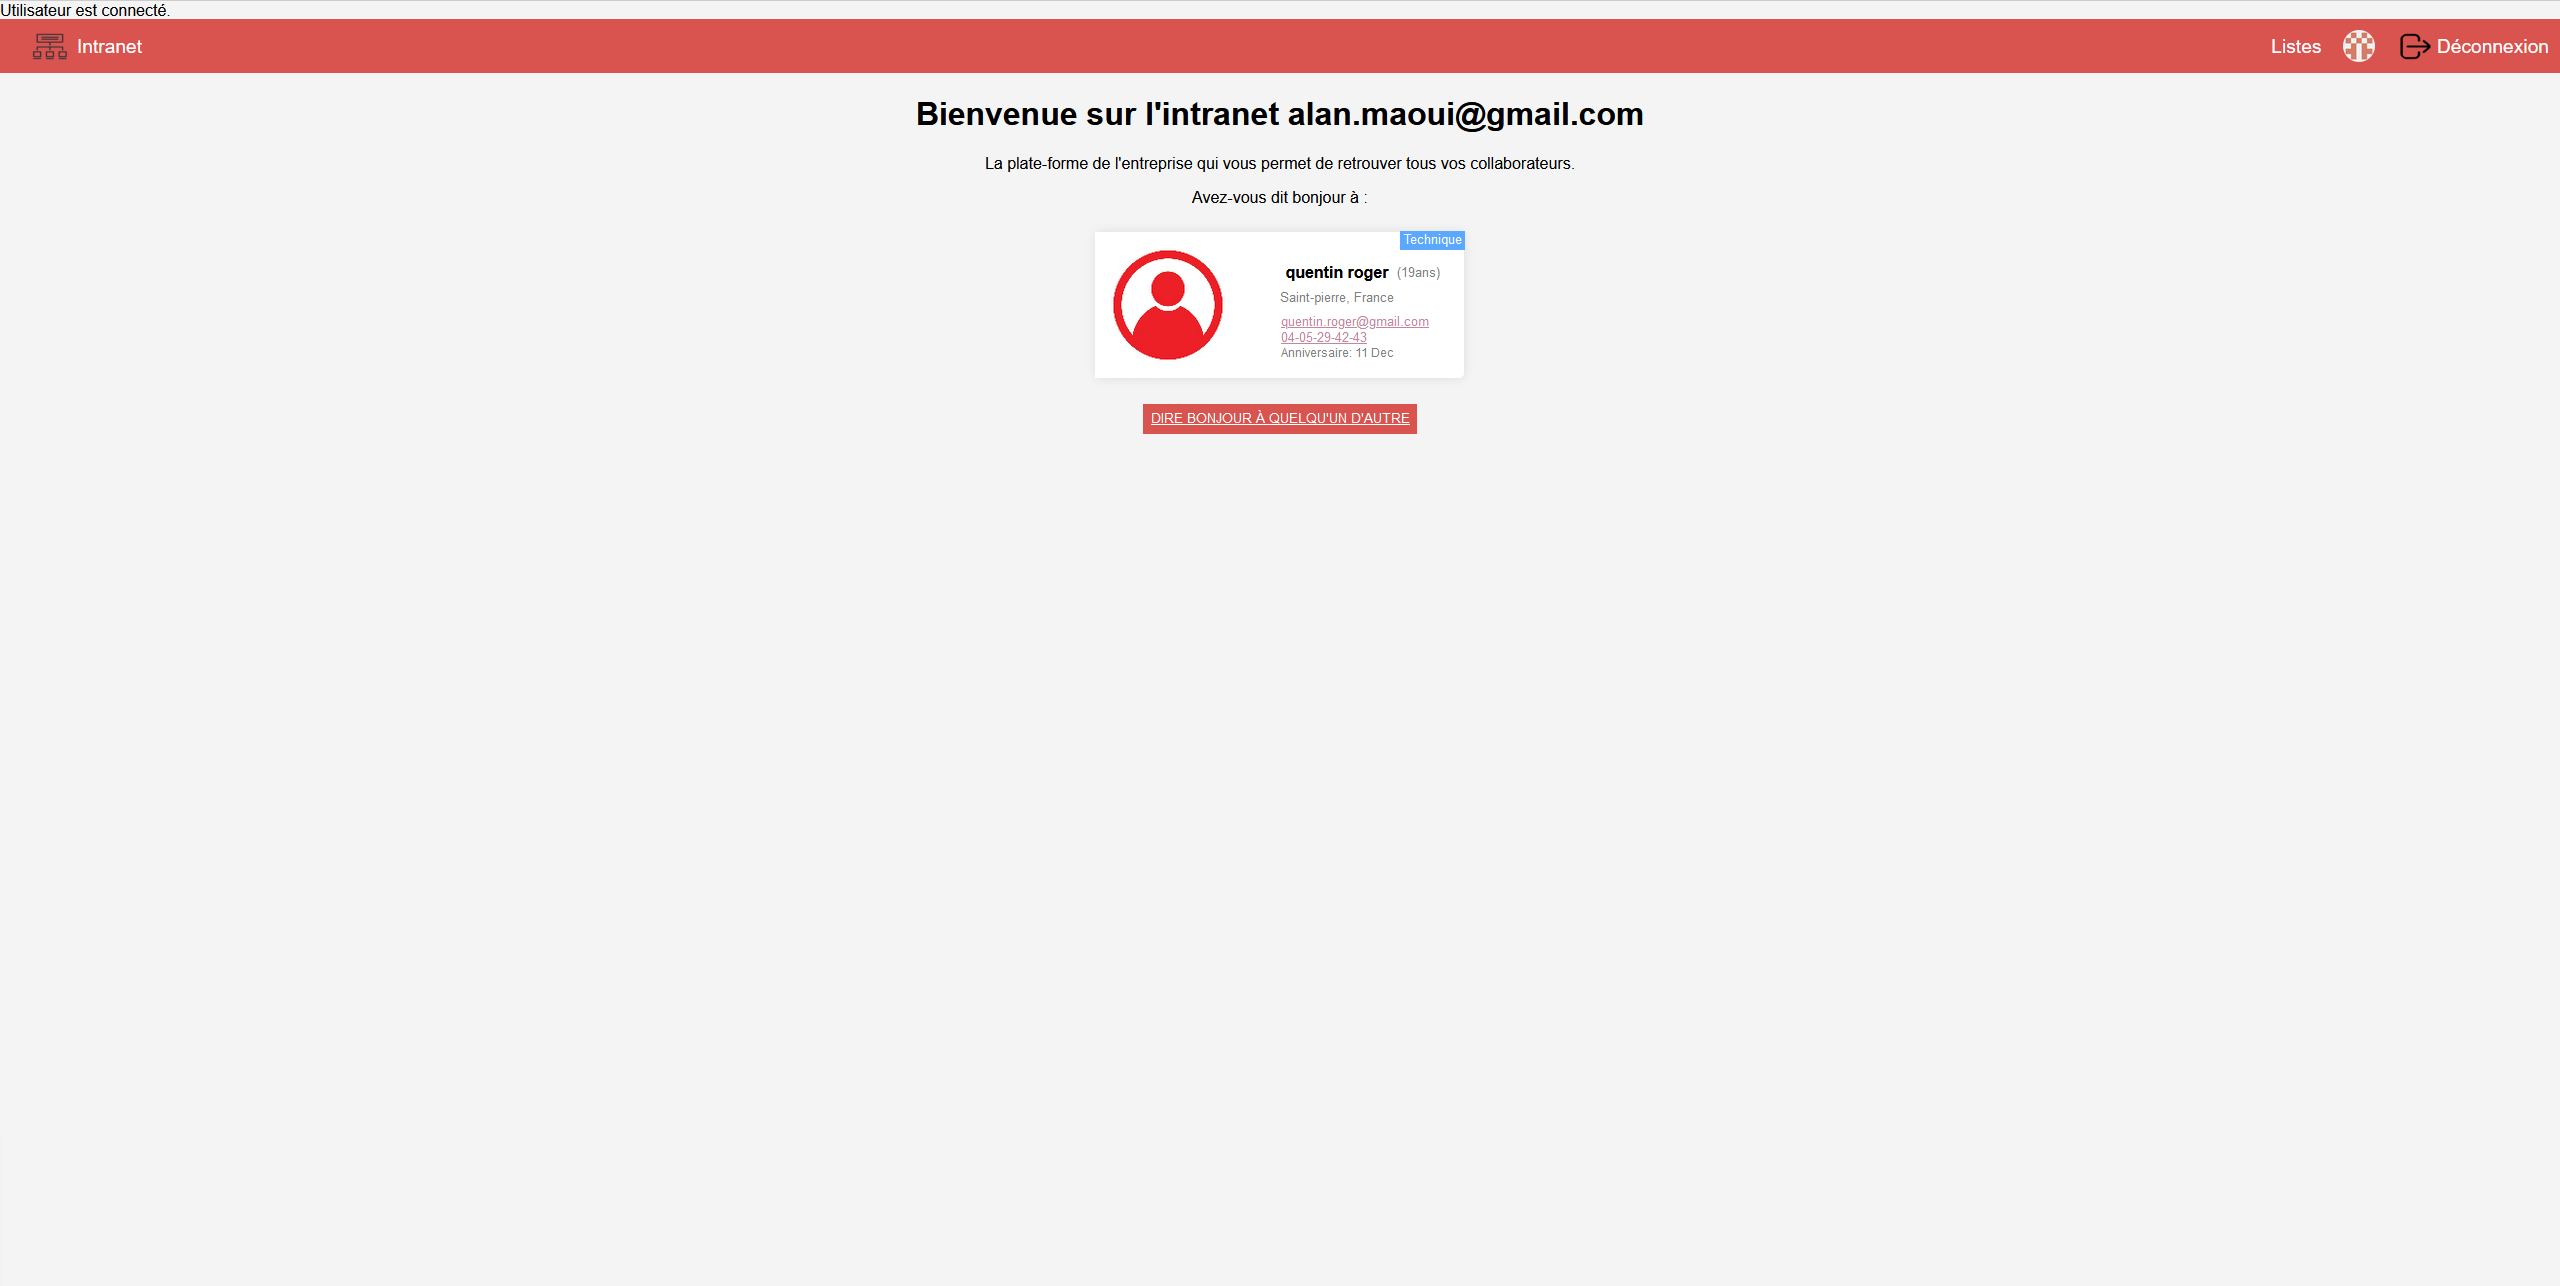 Utilisateur est connecté.
Intranet
Listes
Déconnexion
Bienvenue sur l'intranet alan.maoui@gmail.com
La plate-forme de l'entreprise qui vous permet de retrouver tous vos collaborateurs.
Avez-vous dit bonjour à :
Technique
quentin roger (19ans)
Saint-pierre, France
quentin.roger@gmail.com
04-05-29-42-43
Anniversaire: 11 Dec
DIRE BONJOUR À QUELQU'UN D'AUTRE